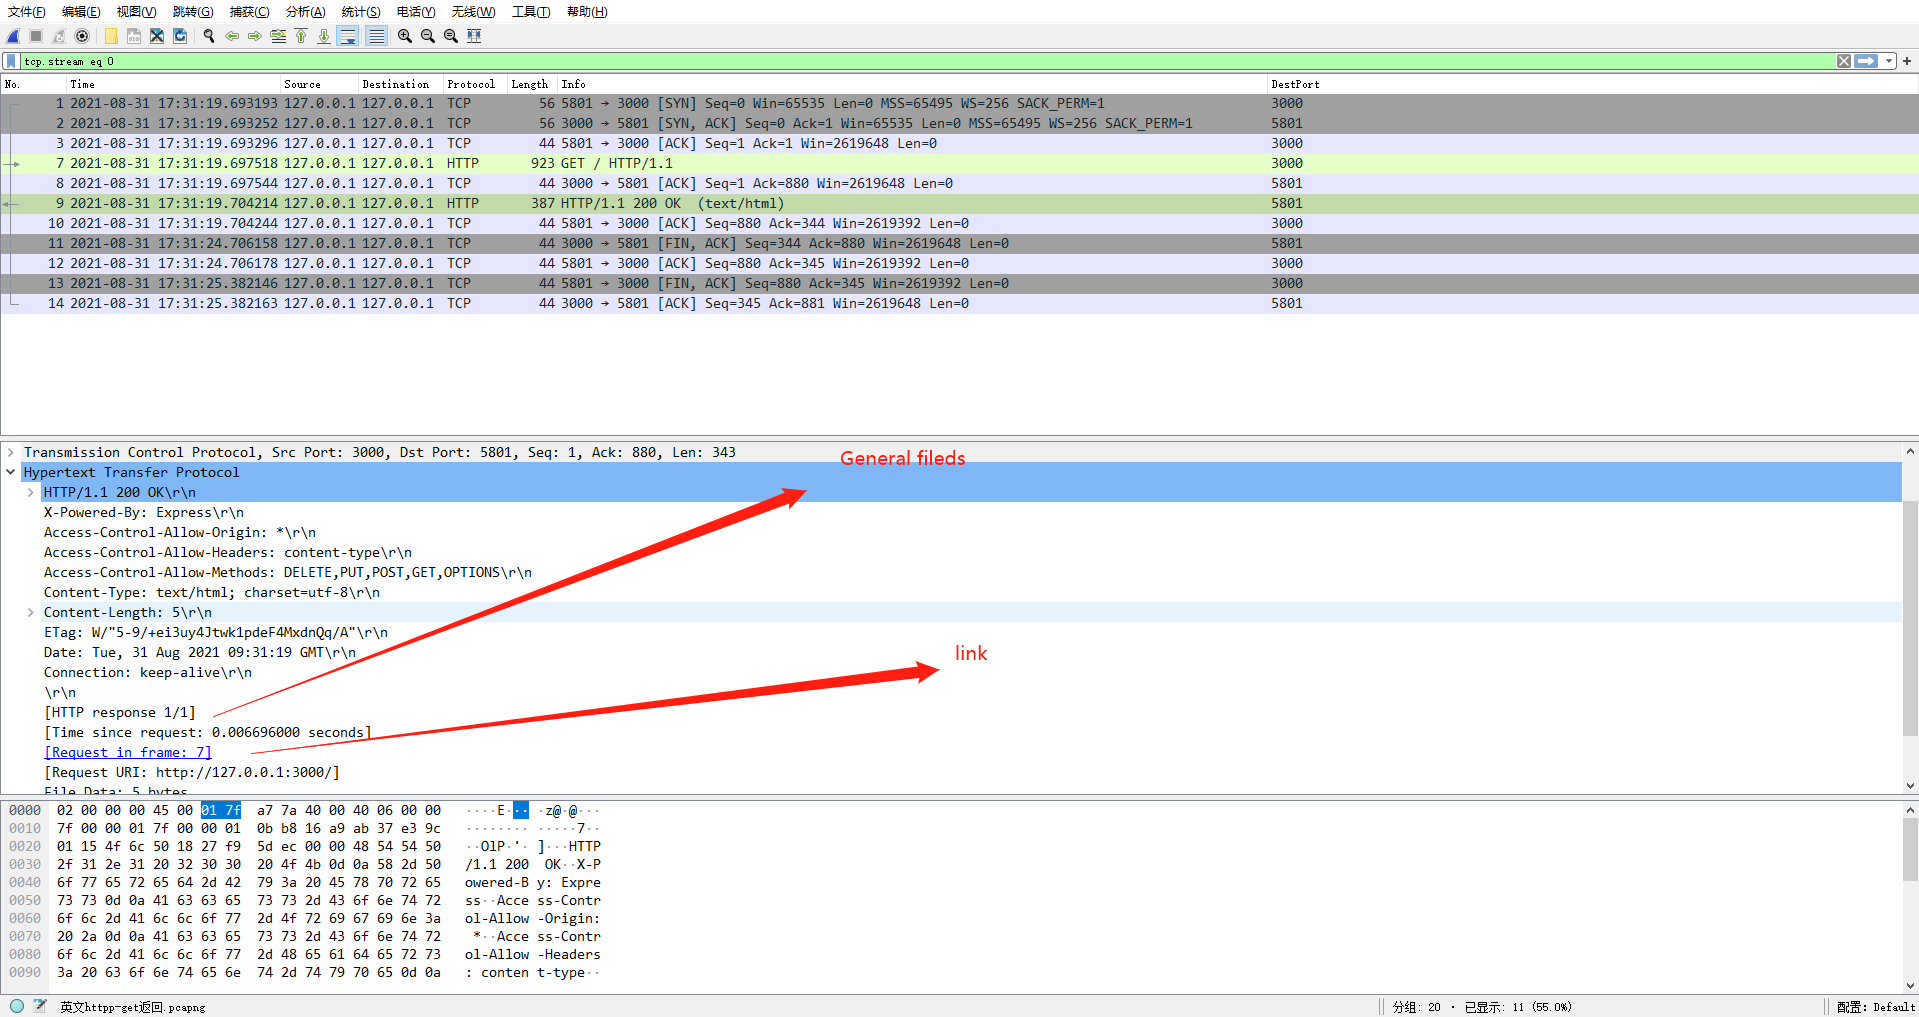 文件(F) 编辑(E) 视图(V) 跳转(G) 捕获(C) 分析(A) 统计(S) 电话(Y) 无线(W) 工具(T) 帮助(H)
tcp.stream eq 0
No. Time Source Destination Protocol Length Info DestPort
1 2021-08-31 17:31:19.693193 127.0.0.1 127.0.0.1 TCP 56 5801 → 3000 [SYN] Seq=0 Win=65535 Len=0 MSS=65495 WS=256 SACK_PERM=1 3000
2 2021-08-31 17:31:19.693252 127.0.0.1 127.0.0.1 TCP 56 3000 → 5801 [SYN, ACK] Seq=0 Ack=1 Win=65535 Len=0 MSS=65495 WS=256 SACK_PERM=1 5801
3 2021-08-31 17:31:19.693296 127.0.0.1 127.0.0.1 TCP 44 5801 → 3000 [ACK] Seq=1 Ack=1 Win=2619648 Len=0 3000
7 2021-08-31 17:31:19.697518 127.0.0.1 127.0.0.1 HTTP 923 GET / HTTP/1.1 3000
8 2021-08-31 17:31:19.697544 127.0.0.1 127.0.0.1 TCP 44 3000 → 5801 [ACK] Seq=1 Ack=880 Win=2619648 Len=0 5801
9 2021-08-31 17:31:19.704214 127.0.0.1 127.0.0.1 HTTP 387 HTTP/1.1 200 OK  (text/html) 5801
10 2021-08-31 17:31:19.704244 127.0.0.1 127.0.0.1 TCP 44 5801 → 3000 [ACK] Seq=880 Ack=344 Win=2619392 Len=0 3000
11 2021-08-31 17:31:24.706158 127.0.0.1 127.0.0.1 TCP 44 3000 → 5801 [FIN, ACK] Seq=344 Ack=880 Win=2619648 Len=0 5801
12 2021-08-31 17:31:24.706178 127.0.0.1 127.0.0.1 TCP 44 5801 → 3000 [ACK] Seq=880 Ack=345 Win=2619392 Len=0 3000
13 2021-08-31 17:31:25.382146 127.0.0.1 127.0.0.1 TCP 44 5801 → 3000 [FIN, ACK] Seq=880 Ack=345 Win=2619392 Len=0 3000
14 2021-08-31 17:31:25.382163 127.0.0.1 127.0.0.1 TCP 44 3000 → 5801 [ACK] Seq=345 Ack=881 Win=2619648 Len=0 5801
Transmission Control Protocol, Src Port: 3000, Dst Port: 5801, Seq: 1, Ack: 880, Len: 343
General fileds
Hypertext Transfer Protocol
HTTP/1.1 200 OK\r\n
X-Powered-By: Express\r\n
Access-Control-Allow-Origin: *\r\n
Access-Control-Allow-Headers: content-type\r\n
Access-Control-Allow-Methods: DELETE,PUT,POST,GET,OPTIONS\r\n
Content-Type: text/html; charset=utf-8\r\n
Content-Length: 5\r\n
ETag: W/"5-9/+ei3uy4Jtwk1pdeF4MxdnQq/A"\r\n
Date: Tue, 31 Aug 2021 09:31:19 GMT\r\n
link
Connection: keep-alive\r\n
\r\n
[HTTP response 1/1]
[Time since request: 0.006696000 seconds]
[Request in frame: 7]
[Request URI: http://127.0.0.1:3000/]
File Data: 5 bytes
0000 02 00 00 00 45 00 01 7f a7 7a 40 00 40 06 00 00 ····E··· ·z@·@···
0010 7f 00 00 01 7f 00 00 01 0b b8 16 a9 ab 37 e3 9c ········ ·····7··
0020 01 15 4f 6c 50 18 27 f9 5d ec 00 00 48 54 54 50 ··OlP·'· ]···HTTP
0030 2f 31 2e 31 20 32 30 30 20 4f 4b 0d 0a 58 2d 50 /1.1 200  OK··X-P
0040 6f 77 65 72 65 64 2d 42 79 3a 20 45 78 70 72 65 owered-B y: Expre
0050 73 73 0d 0a 41 63 63 65 73 73 2d 43 6f 6e 74 72 ss··Acce ss-Contr
0060 6f 6c 2d 41 6c 6c 6f 77 2d 4f 72 69 67 69 6e 3a ol-Allow -Origin:
0070 20 2a 0d 0a 41 63 63 65 73 73 2d 43 6f 6e 74 72 *··Acce ss-Contr
0080 6f 6c 2d 41 6c 6c 6f 77 2d 48 65 61 64 65 72 73 ol-Allow -Headers
0090 3a 20 63 6f 6e 74 65 6e 74 2d 74 79 70 65 0d 0a : conten t-type··
英文httpp-get返回.pcapng 分组: 20 · 已显示: 11 (55.0%) 配置: Default